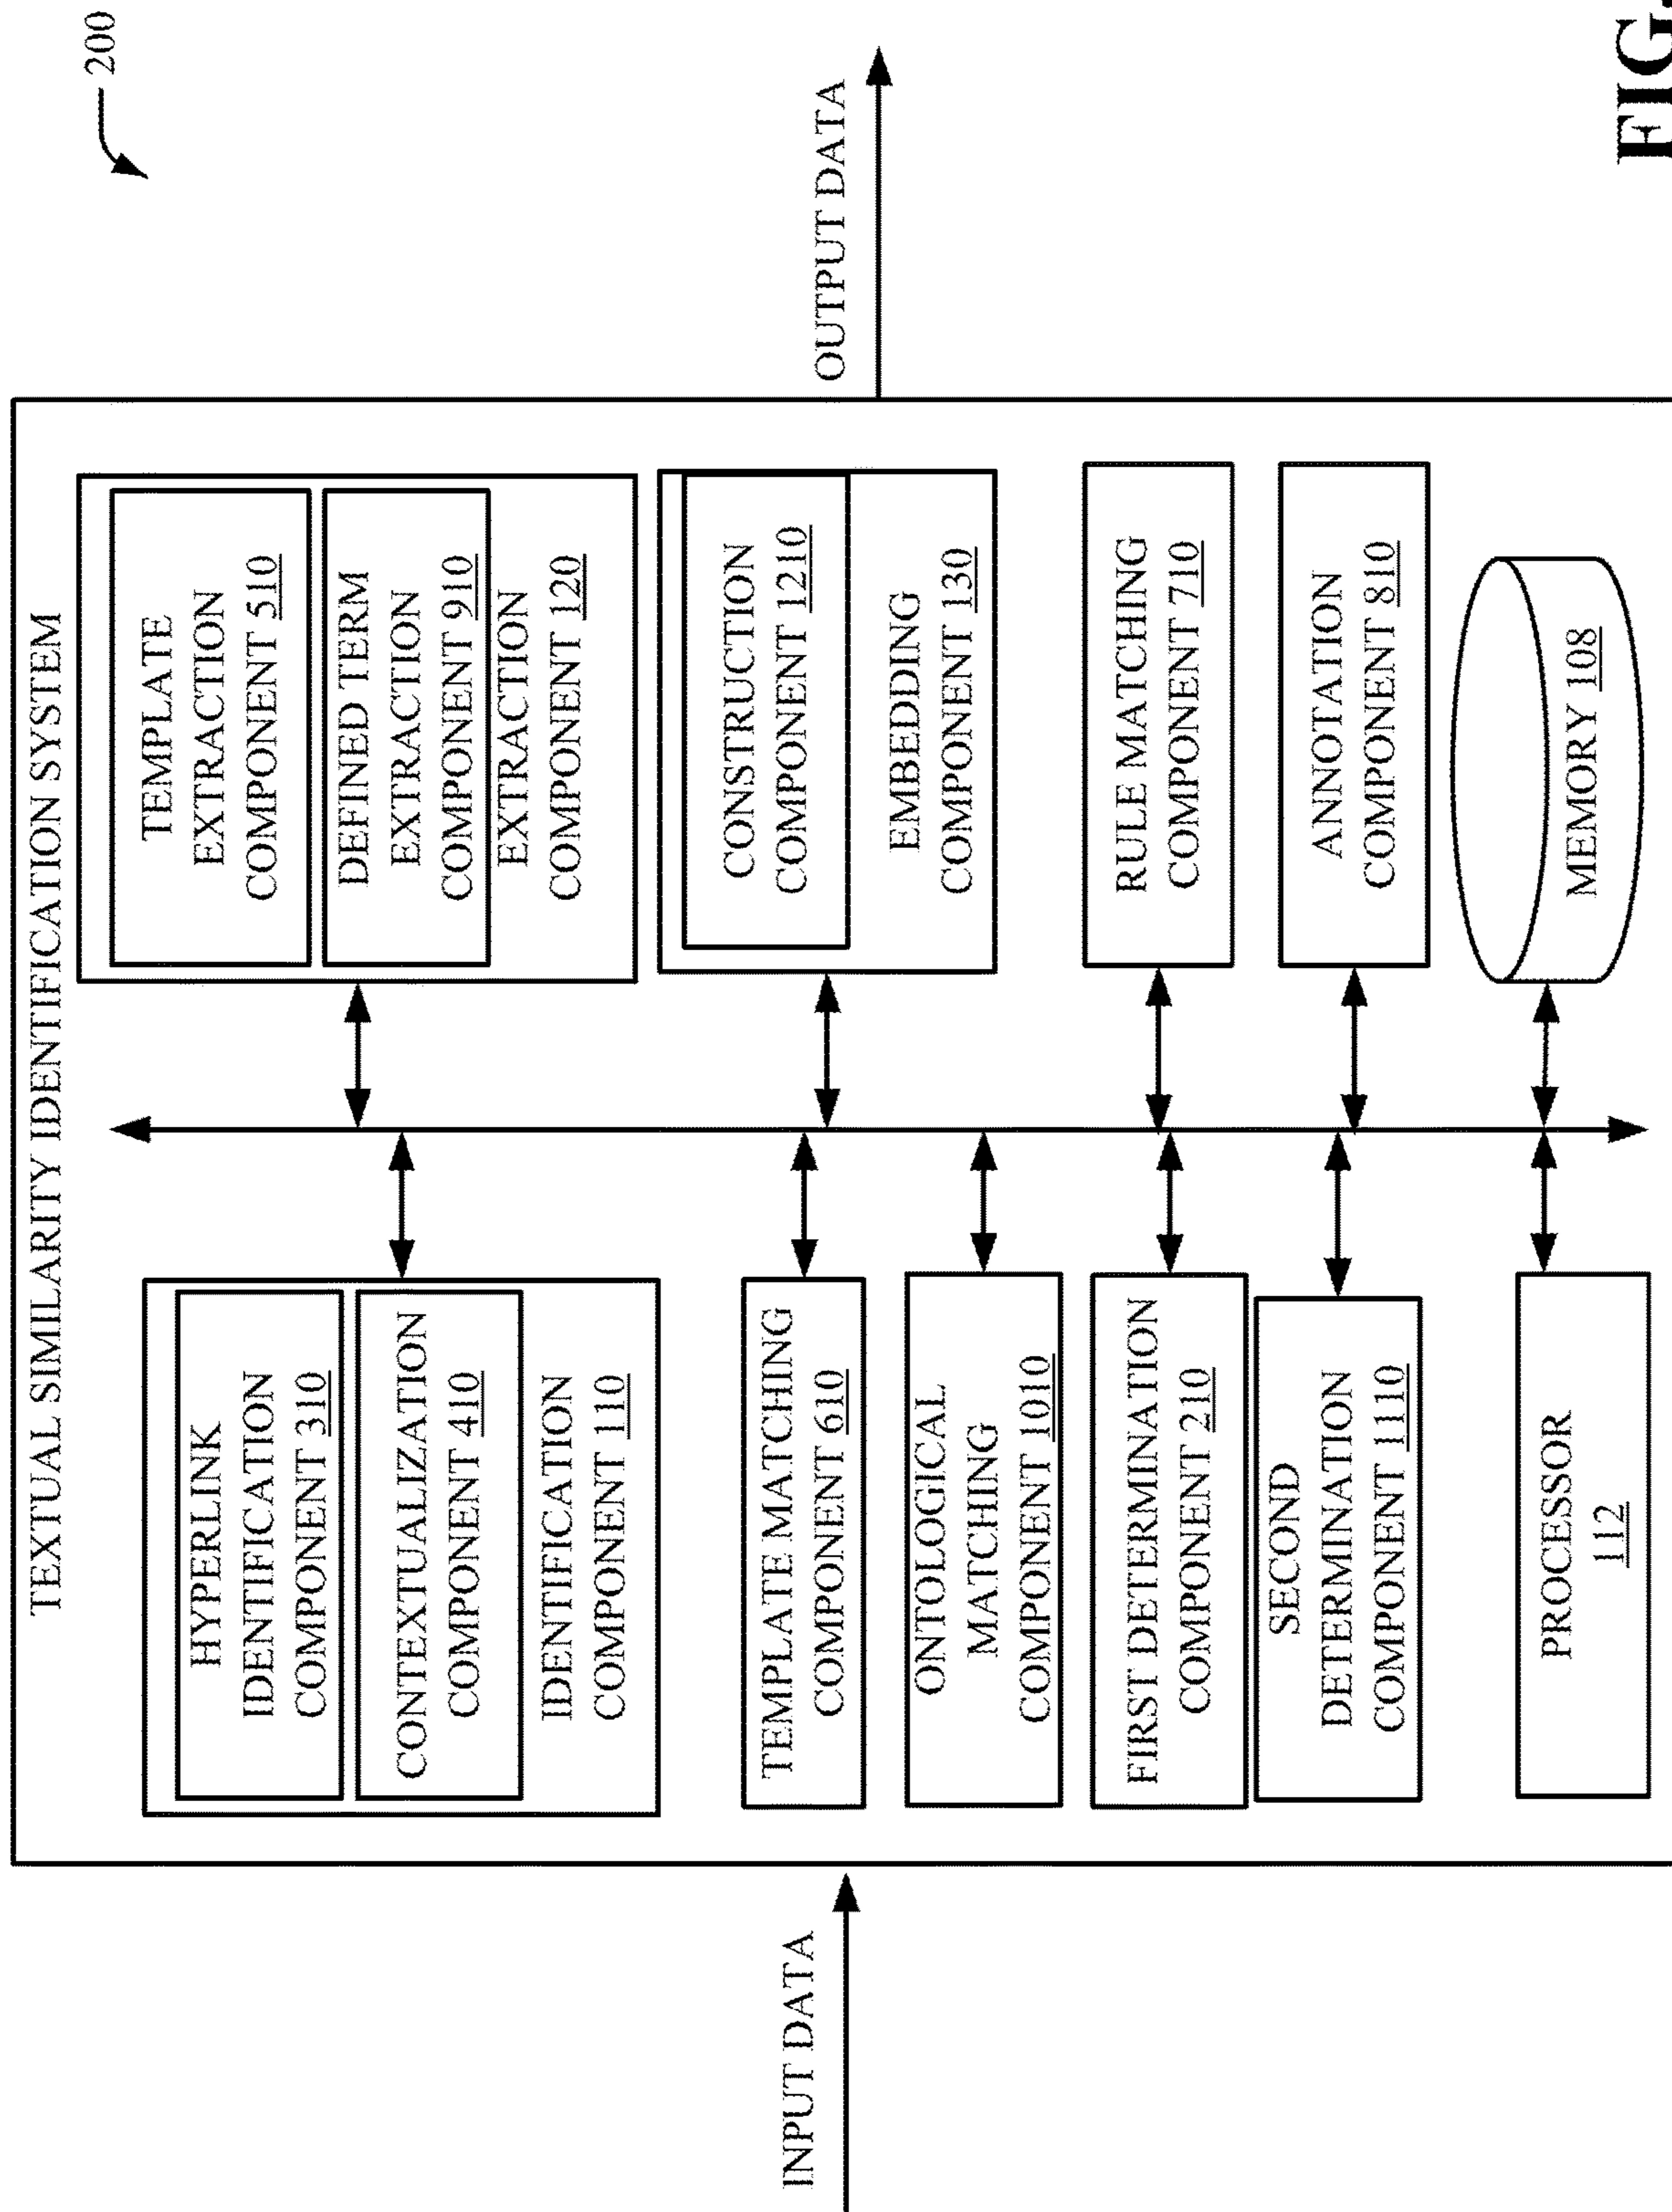 200
TEXTUAL SIMILARITY IDENTIFICATION SYSTEM
INPUT DATA
HYPERLINK
IDENTIFICATION
COMPONENT 310
CONTEXTUALIZATION
COMPONENT 410
IDENTIFICATION
COMPONENT 110
TEMPLATE MATCHING
COMPONENT 610
ONTOLOGICAL
MATCHING
COMPONENT 1010
FIRST DETERMINATION
COMPONENT 210
SECOND
DETERMINATION
COMPONENT 1110
PROCESSOR
112
TEMPLATE
EXTRACTION
COMPONENT 510
DEFINED TERM
EXTRACTION
COMPONENT 910
EXTRACTION
COMPONENT 120
CONSTRUCTION
COMPONENT 1210
EMBEDDING
COMPONENT 130
RULE MATCHING
COMPONENT 710
ANNOTATION
COMPONENT 810
MEMORY 108
OUTPUT DATA
FIG.